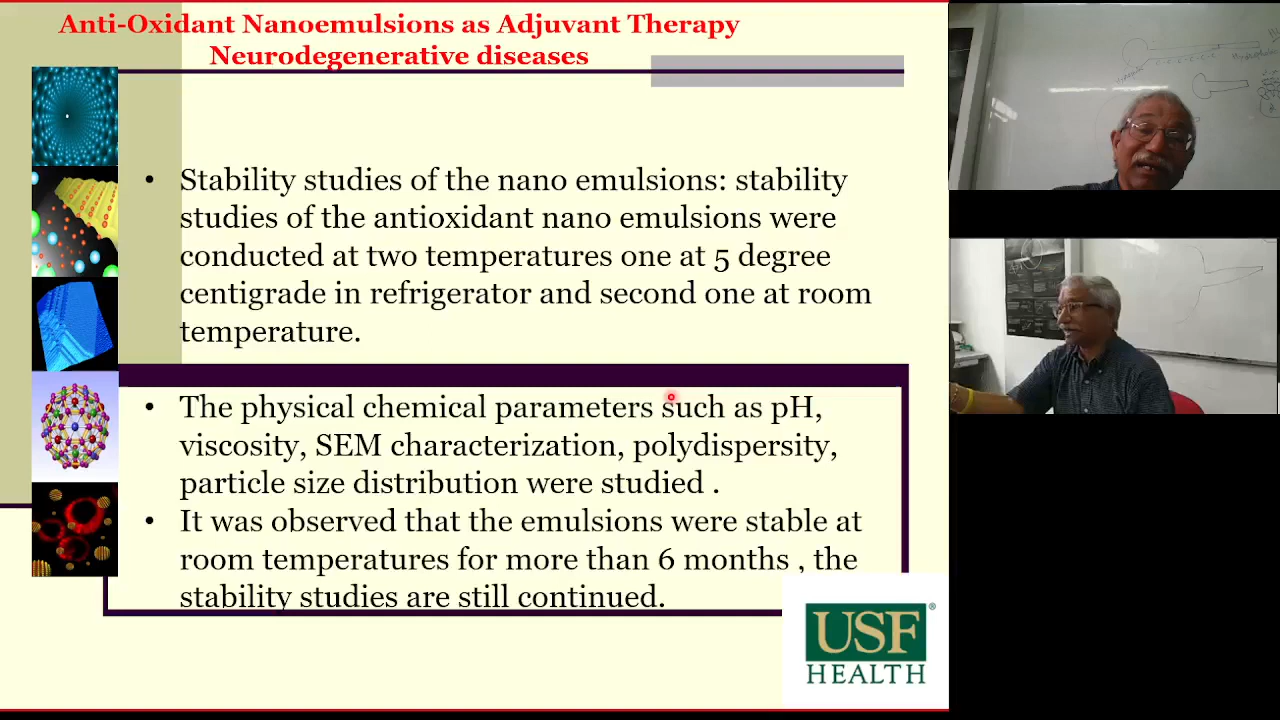 Anti-Oxidant Nanoemulsions as Adjuvant Therapy
Neurodegenerative diseases
• Stability studies of the nano emulsions: stability
studies of the antioxidant nano emulsions were
conducted at two temperatures one at 5 degree
centigrade in refrigerator and second one at room
temperature.
• The physical chemical parameters such as pH,
viscosity, SEM characterization, polydispersity,
particle size distribution were studied .
• It was observed that the emulsions were stable at
room temperatures for more than 6 months , the
stability studies are still continued.
USF®
HEALTH